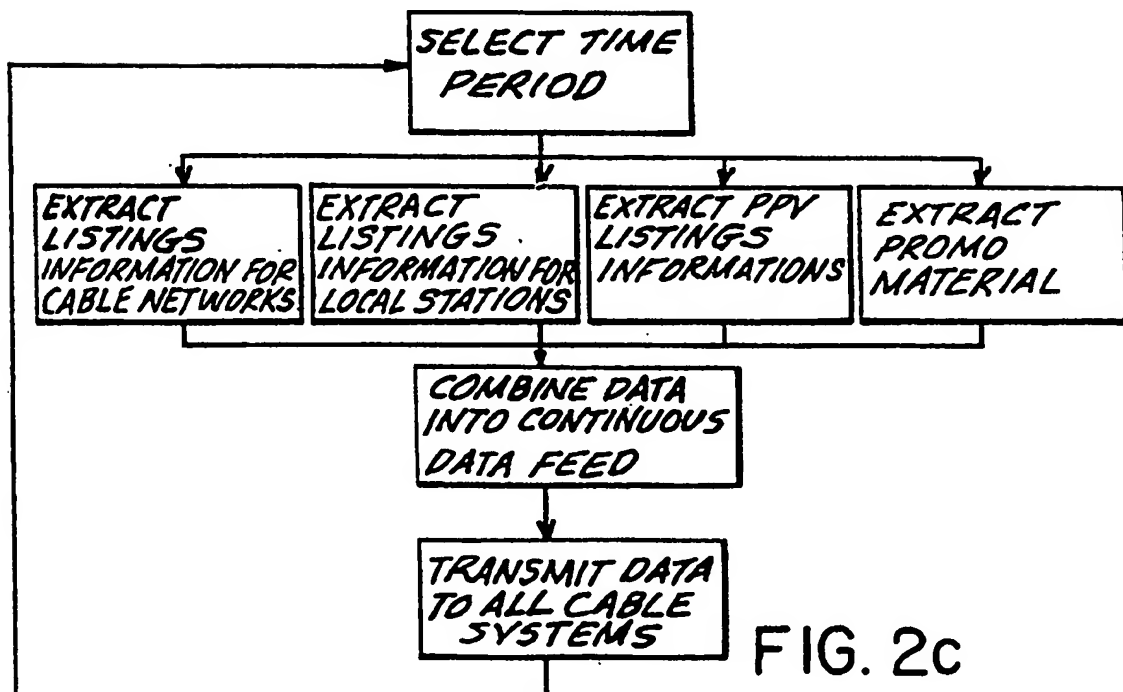 SELECT TIME
PERIOD
EXTRACT
LISTINGS
INFORMATION FOR
CABLE NETWORKS
EXTRACT
LISTINGS
INFORMATION FOR
LOCAL STATIONS
EXTRACT PPV
LISTINGS
INFORMATIONS
EXTRACT
PROMO
MATERIAL
COMBINE DATA
INTO CONTINUOUS
DATA FEED
TRANSMIT DATA
TO ALL CABLE
SYSTEMS
FIG. 2c